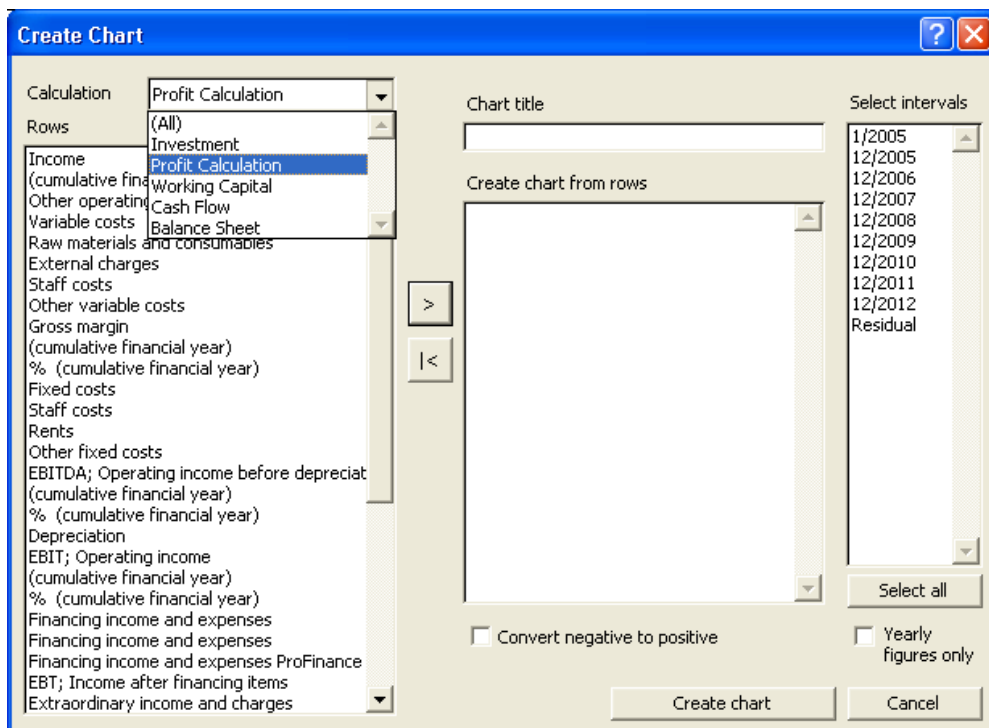 Create Chart
Calculation
Profit Calculation
(All)
Investment
Profit Calculation
Working Capital
Cash Flow
Balance Sheet
Rows
Income
(cumulative
Other
Variable costs
Raw materials and consumables
External charges
Staff costs
Other variable costs
Gross margin
(cumulative financial year)
% (cumulative financial year)
Fixed costs
Staff costs
Rents
Other fixed costs
EBITDA; Operating income before depreciat
(cumulative financial year)
% (cumulative financial year)
Depreciation
EBIT; Operating income
(cumulative financial year)
% (cumulative financial year)
Financing income and expenses
Financing income and expenses
Financing income and expenses ProFinance
EBT; Income after financing items
Extraordinary income and charges
>
|<
Chart title
Create chart from rows
Convert negative to positive
Create chart
Select intervals
1/2005
12/2005
12/2006
12/2007
12/2008
12/2009
12/2010
12/2011
12/2012
Residual
Select all
Yearly
figures only
Cancel